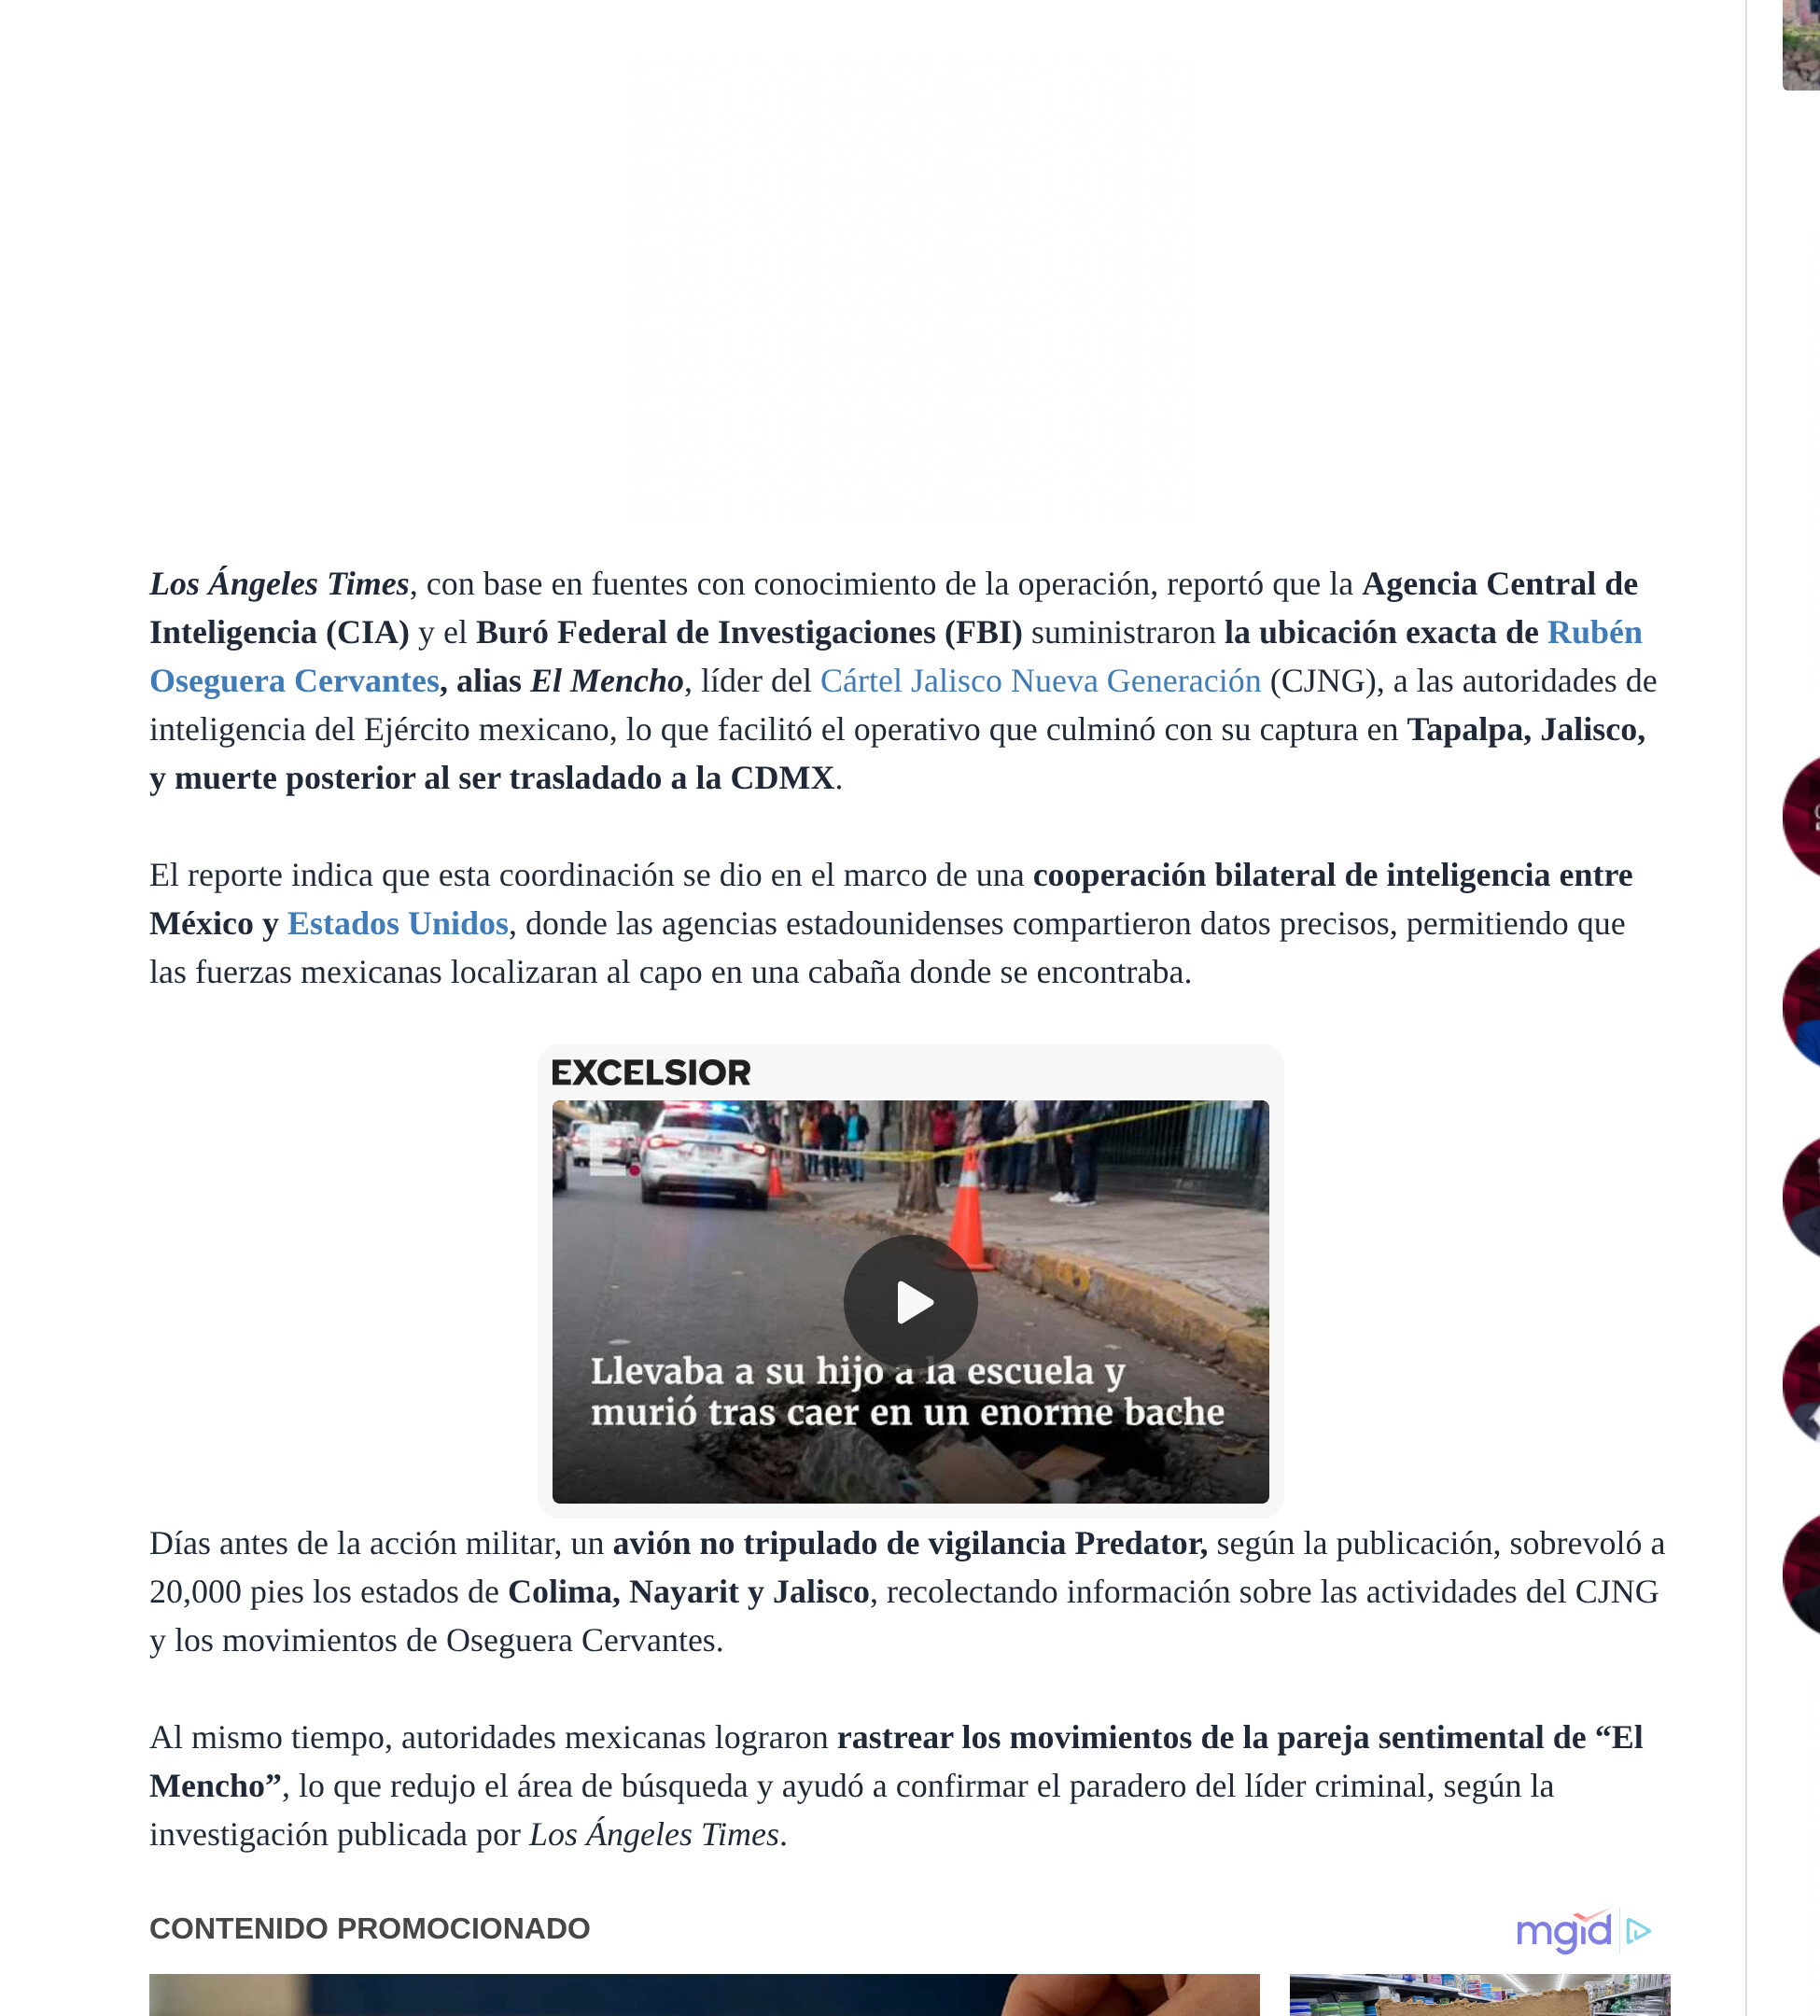 Los Ángeles Times, con base en fuentes con conocimiento de la operación, reportó que la Agencia Central de
Inteligencia (CIA) y el Buró Federal de Investigaciones (FBI) suministraron la ubicación exacta de Rubén
Oseguera Cervantes, alias El Mencho, líder del Cártel Jalisco Nueva Generación (CJNG), a las autoridades de
inteligencia del Ejército mexicano, lo que facilitó el operativo que culminó con su captura en Tapalpa, Jalisco,
y muerte posterior al ser trasladado a la CDMX.
El reporte indica que esta coordinación se dio en el marco de una cooperación bilateral de inteligencia entre
México y Estados Unidos, donde las agencias estadounidenses compartieron datos precisos, permitiendo que
las fuerzas mexicanas localizaran al capo en una cabaña donde se encontraba.
EXCELSIOR
E.
Llevaba a su hijo a la escuela y
murió tras caer en un enorme bache
Días antes de la acción militar, un avión no tripulado de vigilancia Predator, según la publicación, sobrevoló a
20,000 pies los estados de Colima, Nayarit y Jalisco, recolectando información sobre las actividades del CJNG
y los movimientos de Oseguera Cervantes.
Al mismo tiempo, autoridades mexicanas lograron rastrear los movimientos de la pareja sentimental de “El
Mencho”, lo que redujo el área de búsqueda y ayudó a confirmar el paradero del líder criminal, según la
investigación publicada por Los Ángeles Times.
CONTENIDO PROMOCIONADO
mgid